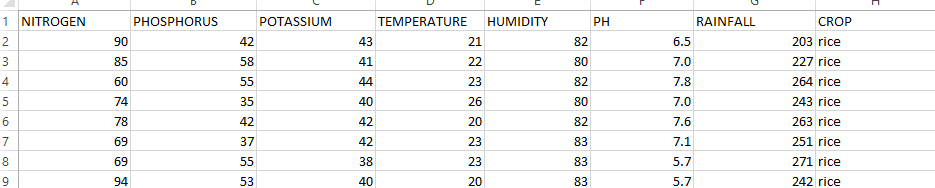 A B C D E F G H
1 NITROGEN PHOSPHORUS POTASSIUM TEMPERATURE HUMIDITY PH RAINFALL CROP
2 90 42 43 21 82 6.5 203 rice
3 85 58 41 22 80 7.0 227 rice
4 60 55 44 23 82 7.8 264 rice
5 74 35 40 26 80 7.0 243 rice
6 78 42 42 20 82 7.6 263 rice
7 69 37 42 23 83 7.1 251 rice
8 69 55 38 23 83 5.7 271 rice
9 94 53 40 20 83 5.7 242 rice